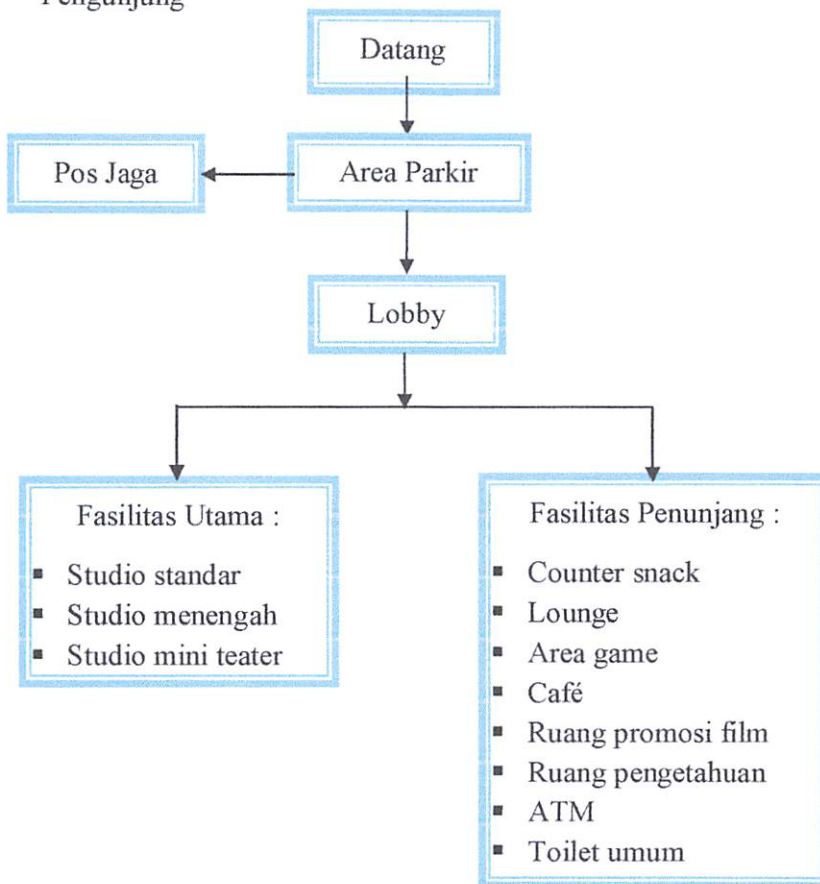 Pengunjung
Datang
Pos Jaga
Area Parkir
Lobby
Fasilitas Utama :
▪ Studio standar
▪ Studio menengah
▪ Studio mini teater
Fasilitas Penunjang :
▪ Counter snack
▪ Lounge
▪ Area game
▪ Café
▪ Ruang promosi film
▪ Ruang pengetahuan
▪ ATM
▪ Toilet umum